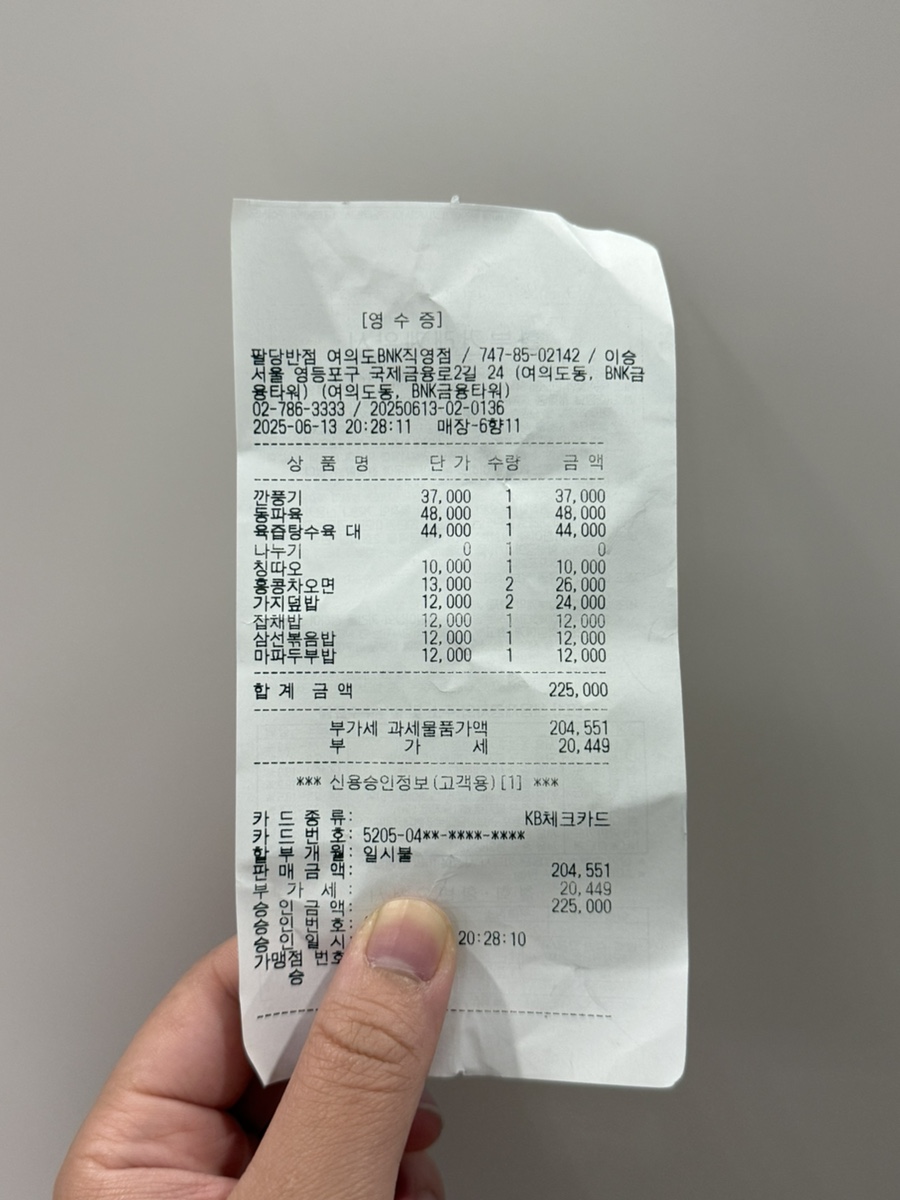 [영 수 증]
팔당반점 여의도BNK직영점 / 747-85-02142 / 이승
서울 영등포구 국제금융로2길 24 (여의도동, BNK금
융타워) (여의도동, BNK금융타워)
02-786-3333 / 20250613-02-0136
2025-06-13 20:28:11 매장-6향11
상 품 명 단 가 수량 금 액
깐풍기 37,000 1 37,000
동파육 48,000 1 48,000
육즙탕수육 대 44,000 1 44,000
나누기 0 1 0
칭따오 10,000 1 10,000
홍콩차오면 13,000 2 26,000
가지덮밥 12,000 2 24,000
잡채밥 12,000 1 12,000
삼선볶음밥 12,000 1 12,000
마파두부밥 12,000 1 12,000
합 계 금 액 225,000
부가세 과세물품가액 204,551
부 가 세 20,449
*** 신용승인정보(고객용)[1] ***
카 드 종 류: KB체크카드
카 드 번 호: 5205-04**-****-****
할 부 개 월: 일시불
판 매 금 액: 204,551
부 가 세 : 20,449
승 인 금 액: 225,000
승 인 번 호:
승 인 일 시: 20:28:10
가맹점 번호
승